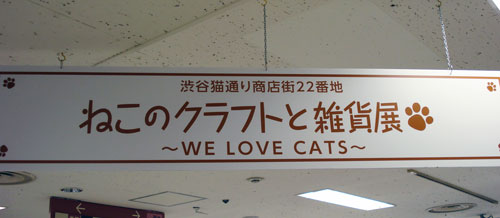 渋谷猫通り商店街22番地
ねこのクラフトと雑貨展
～WE LOVE CATS～